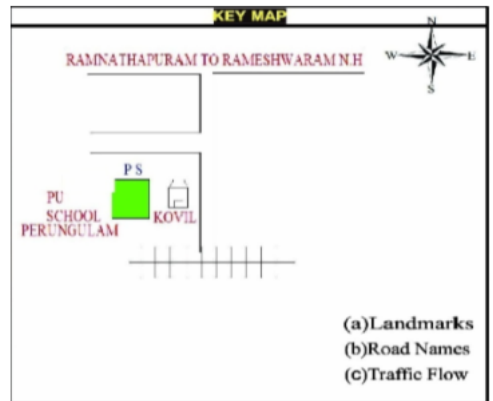 KEY MAP
N
RAMNATHAPURAM TO RAMESHWARAM N.H
W E
S
P S
PU
SCHOOL KOVIL
PERUNGULAM
(a)Landmarks
(b)Road Names
(c)Traffic Flow